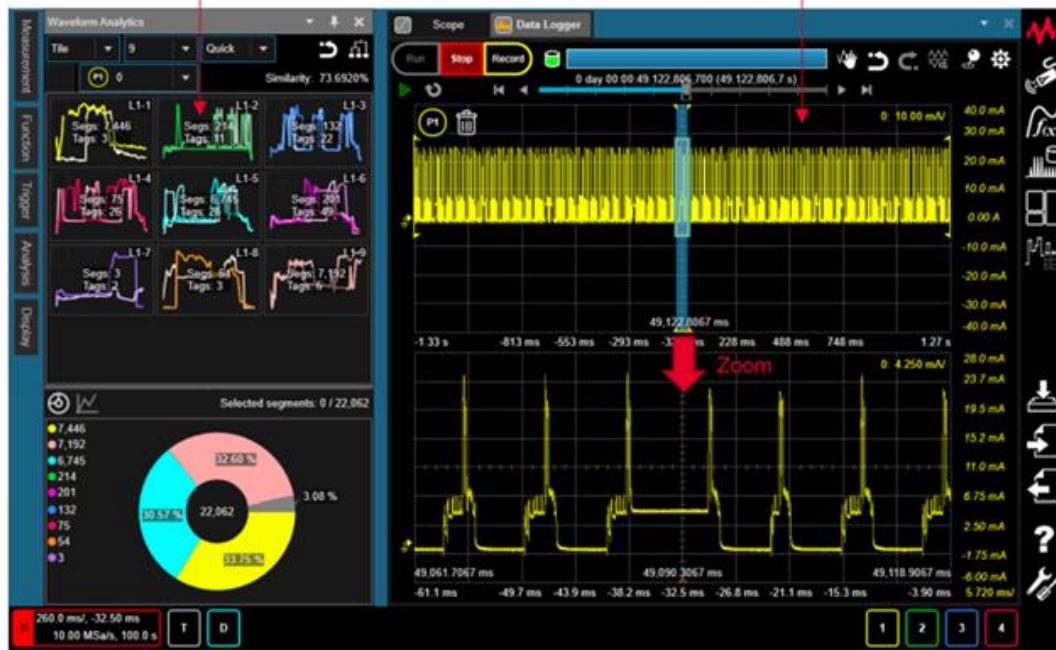 Waveform Analytics
Tile
9
Quick
P1
0
Similarity: 73.6920%
L1-1
Segs: 7,446
Tags: 3
L1-2
Segs: 214
Tags: 11
L1-3
Segs: 132
Tags: 22
L1-4
Segs: 75
Tags: 26
L1-5
Segs: 6,745
Tags: 26
L1-6
Segs: 201
Tags: 49
L1-7
Segs: 3
Tags: 2
L1-8
Segs: 54
Tags: 3
L1-9
Segs: 7,192
Tags: 6
Measurement
Function
Trigger
Analysis
Display
Selected segments: 0 / 22,062
7,446
7,192
6,745
214
201
132
75
54
3
32.60 %
3.08 %
30.57 %
22,062
33.75 %
Scope
Data Logger
Run
Stop
Record
0 day 00:00:49.122,806,700 (49.122,806,7 s)
P1
0: 10.00 mA/
40.0 mA
30.0 mA
20.0 mA
10.0 mA
0.00 A
-10.0 mA
-20.0 mA
-30.0 mA
-40.0 mA
49,122.8067 ms
-1.33 s
-813 ms
-553 ms
-293 ms
228 ms
488 ms
748 ms
1.27 s
Zoom
0: 4.250 mA/
28.0 mA
23.7 mA
19.5 mA
15.2 mA
11.0 mA
6.75 mA
2.50 mA
-1.75 mA
-6.00 mA
49,061.7067 ms
49,090.3067 ms
49,118.9067 ms
-61.1 ms
-49.7 ms
-43.9 ms
-38.2 ms
-32.5 ms
-26.8 ms
-21.1 ms
-15.3 ms
-3.90 ms
5.720 ms/
H
260.0 ms/, -32.50 ms
10.00 MSa/s, 100.0 s
T
D
1
2
3
4